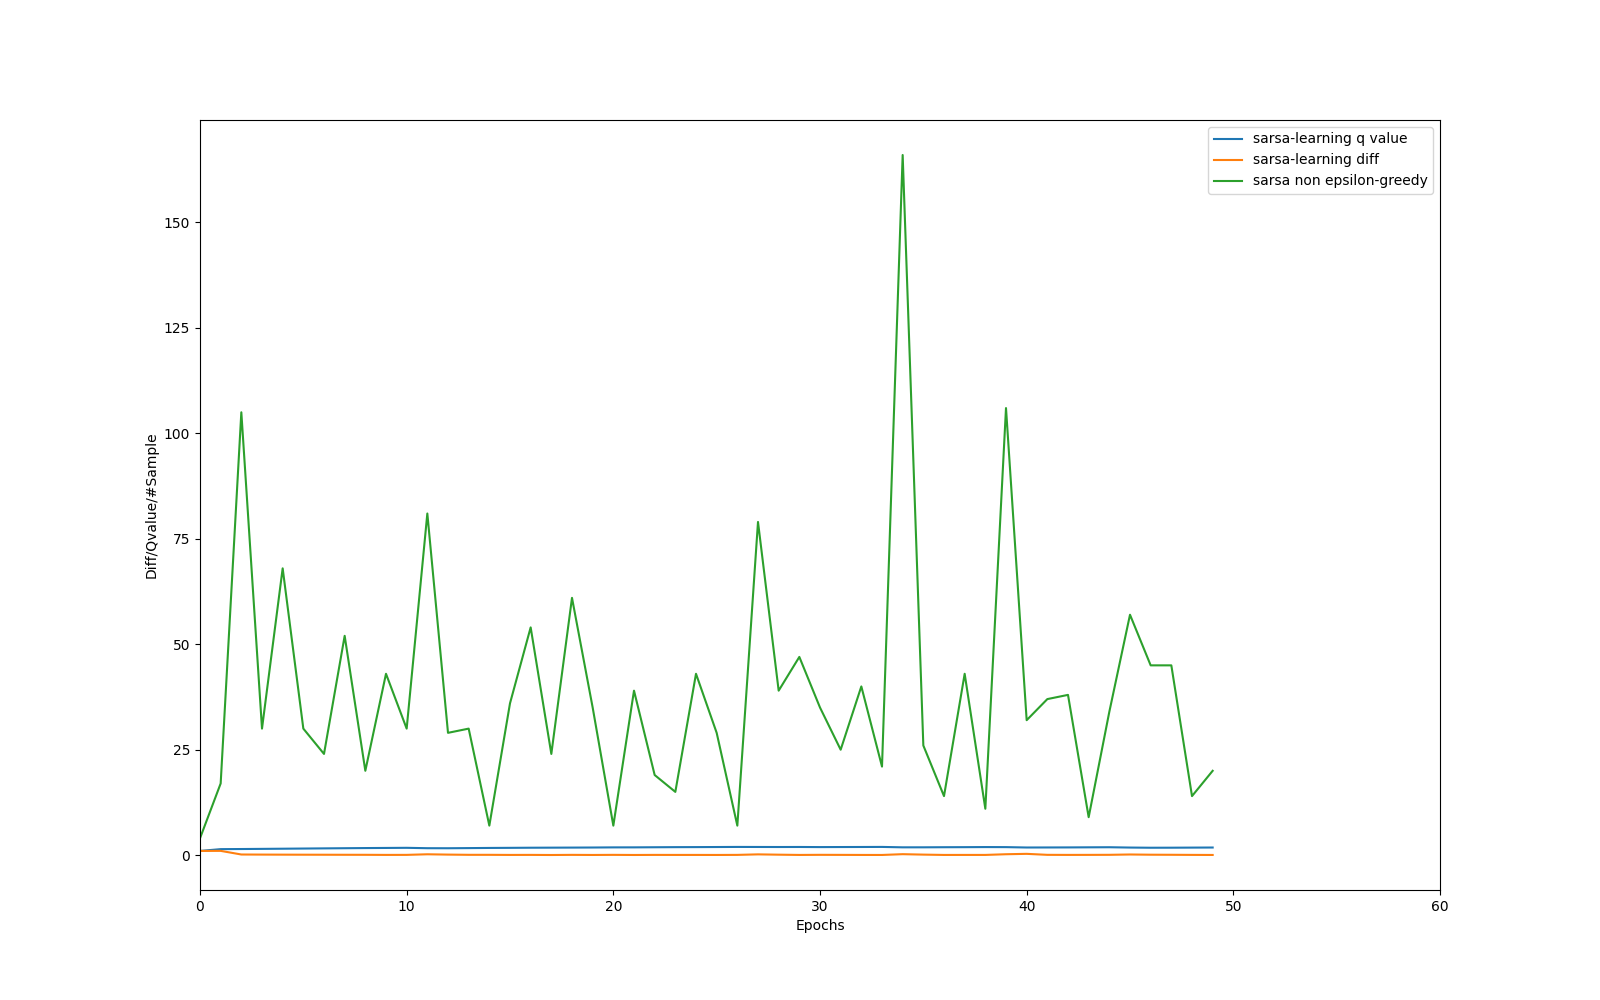 sarsa-learning q value
sarsa-learning diff
sarsa non epsilon-greedy
150
125
100
75
50
25
0
Diff/Qvalue/#Sample
0 10 20 30 40 50 60
Epochs